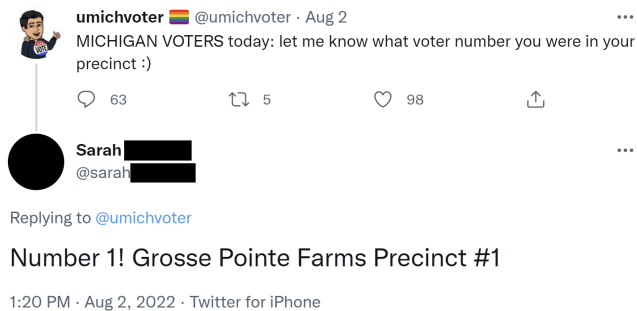 umichvoter 🏳️‍🌈 @umichvoter · Aug 2
MICHIGAN VOTERS today: let me know what voter number you were in your
precinct :)
63 5 98
VOTE
Sarah
@sarah
Replying to @umichvoter
Number 1! Grosse Pointe Farms Precinct #1
1:20 PM · Aug 2, 2022 · Twitter for iPhone